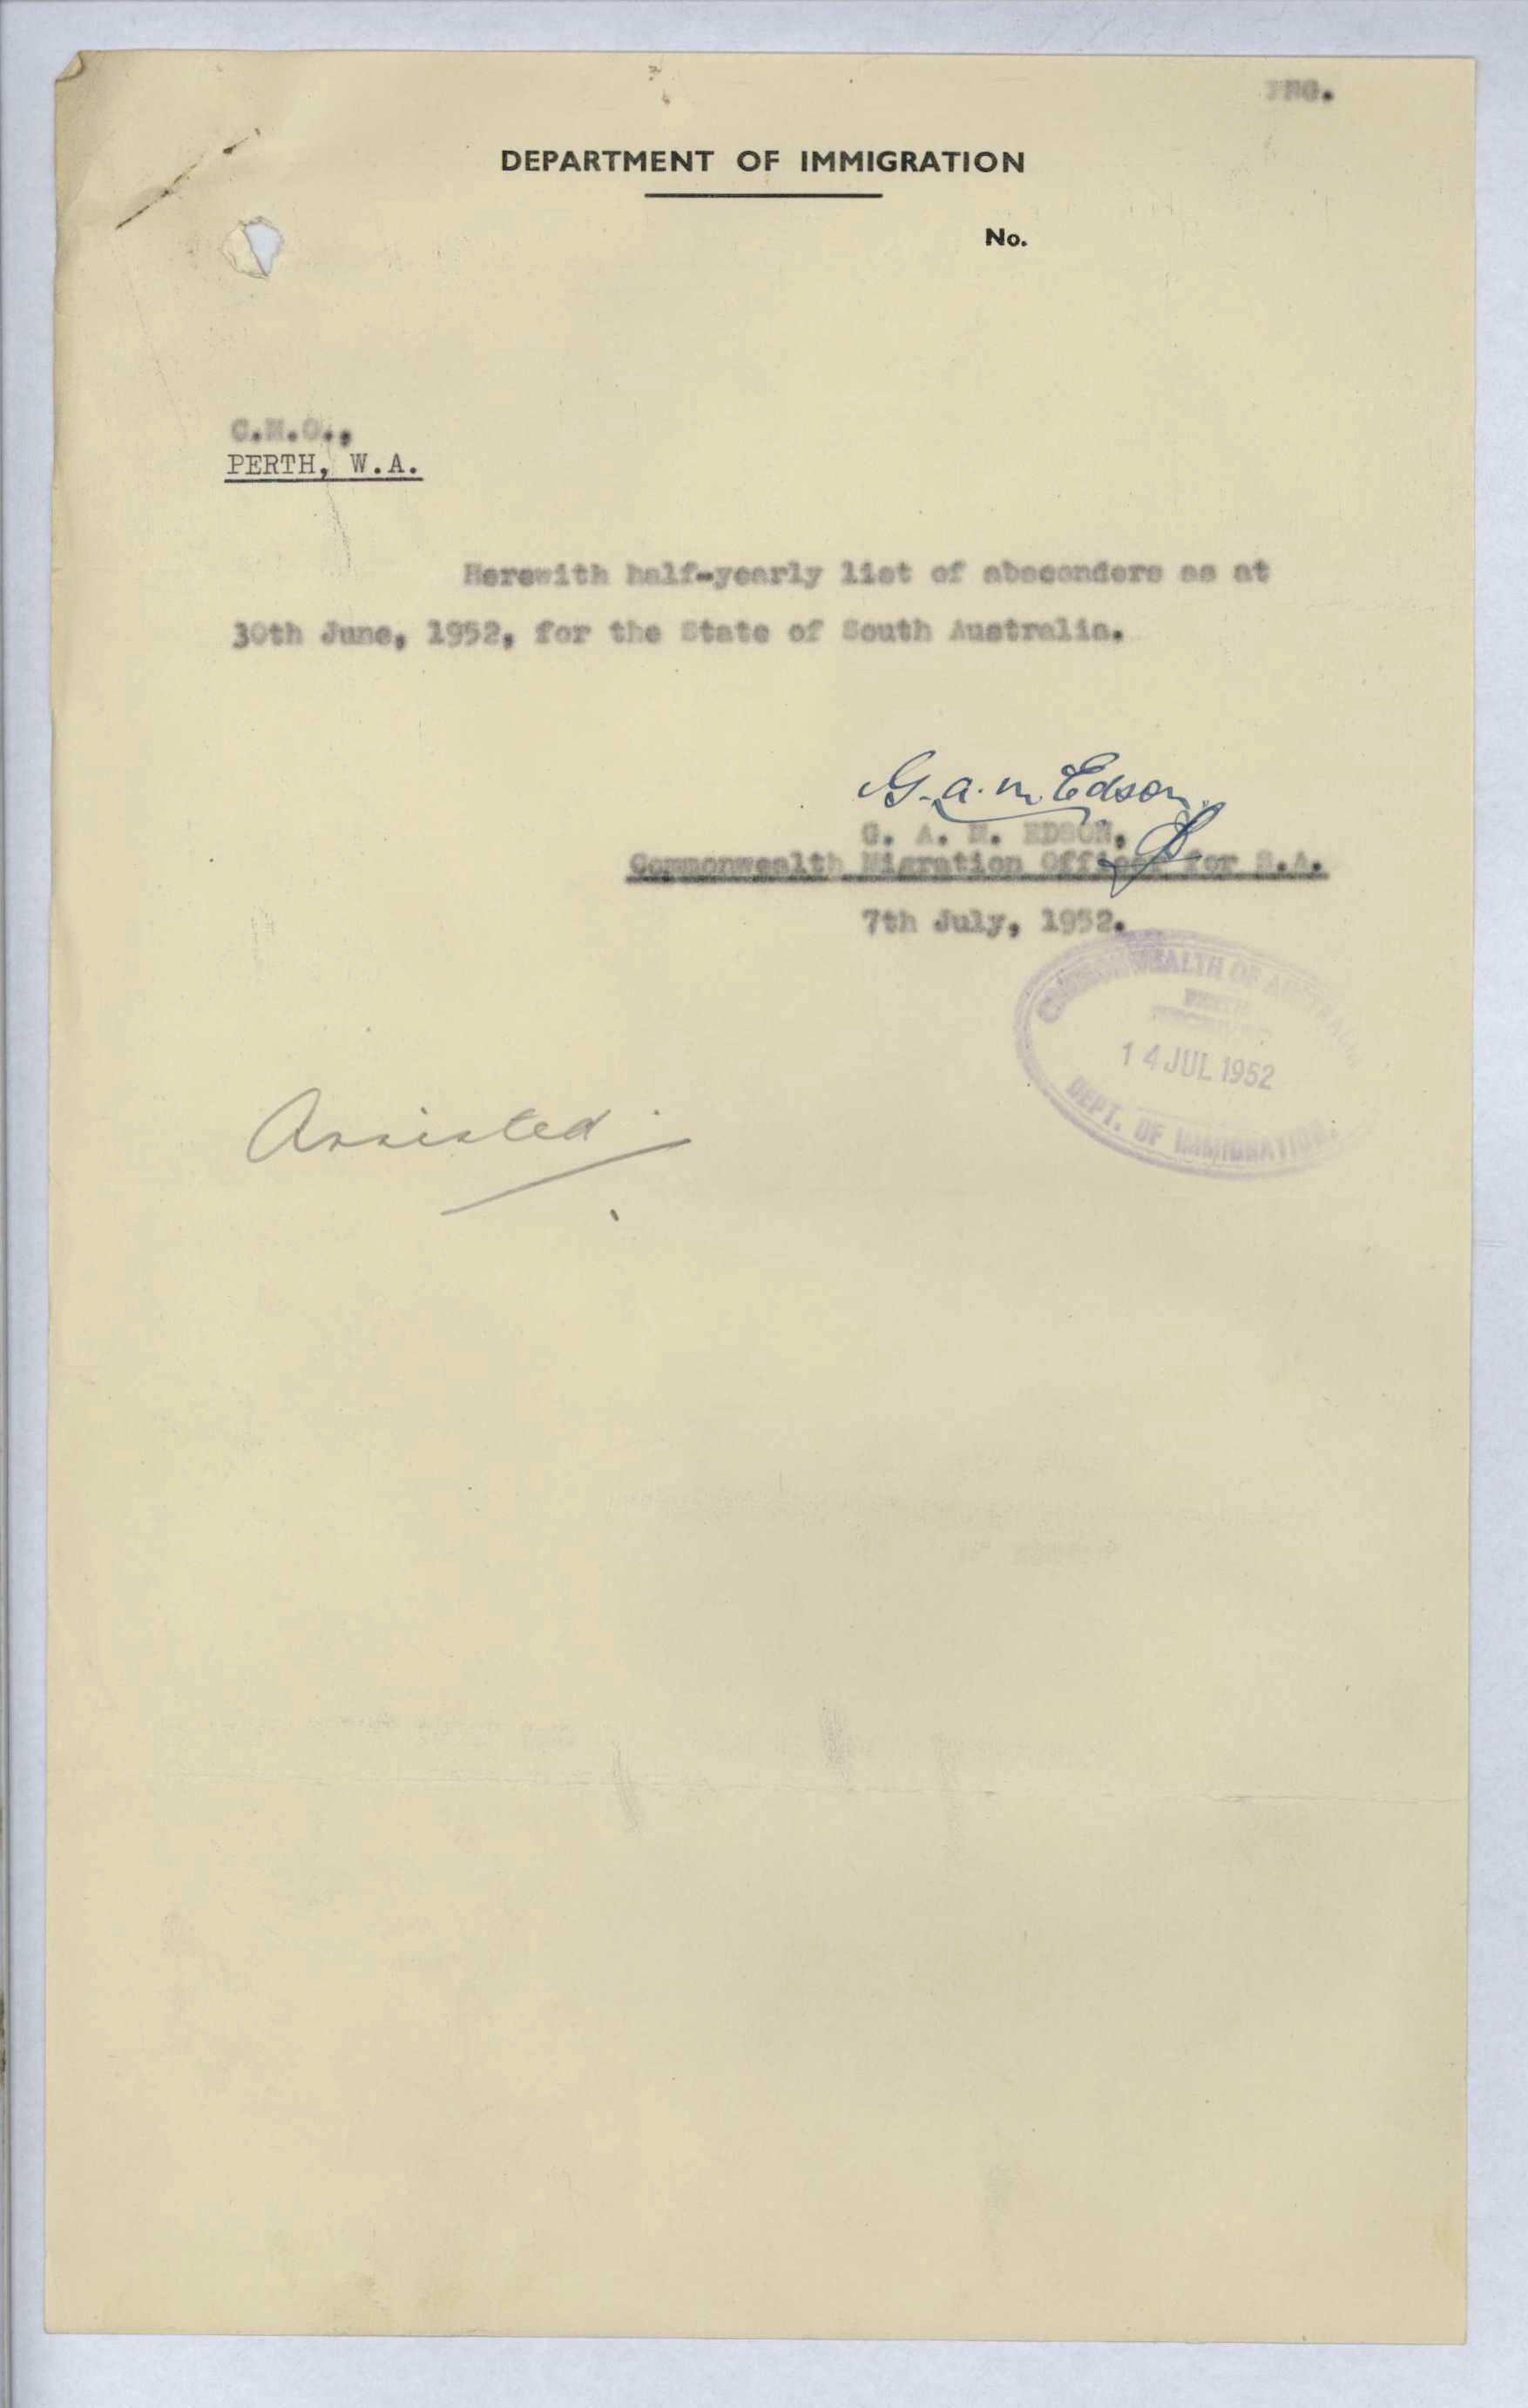 DEPARTMENT OF IMMIGRATION
No.
C.M.O.,
PERTH, W.A.
Herewith half-yearly list of absconders as at
30th June, 1952, for the State of South Australia.
G. A. M. Edson
G. A. M. EDSON,
Commonwealth Migration Officer for S.A.
7th July, 1952.
COMMONWEALTH OF AUSTRALIA
14 JUL 1952
DEPT. OF IMMIGRATION
Assisted